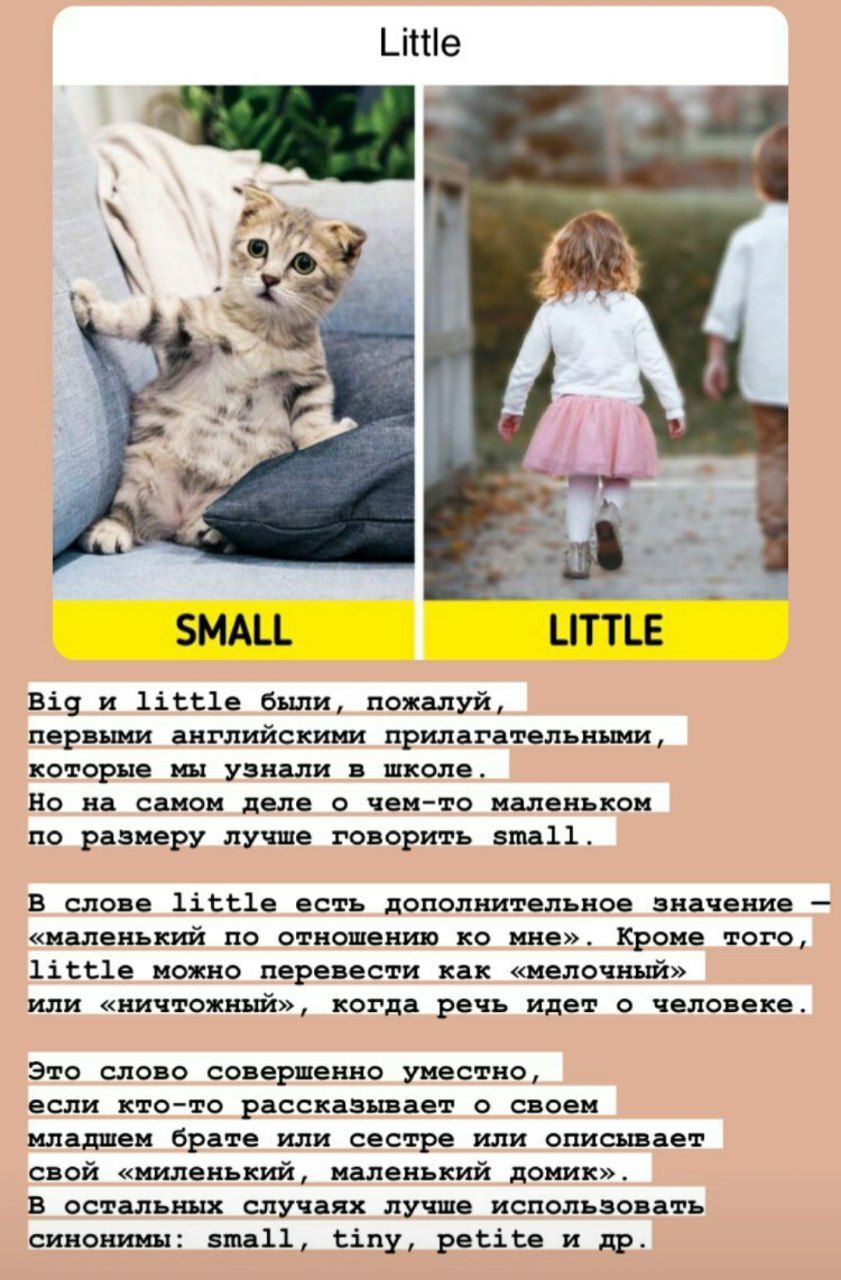 Little
SMALL
LITTLE
Big и little были, пожалуй,
первыми английскими прилагательными,
которые мы узнали в школе.
Но на самом деле о чем-то маленьком
по размеру лучше говорить small.
В слове little есть дополнительное значение —
«маленький по отношению ко мне». Кроме того,
little можно перевести как «мелочный»
или «ничтожный», когда речь идет о человеке.
Это слово совершенно уместно,
если кто-то рассказывает о своем
младшем брате или сестре или описывает
свой «миленький, маленький домик».
В остальных случаях лучше использовать
синонимы: small, tiny, petite и др.